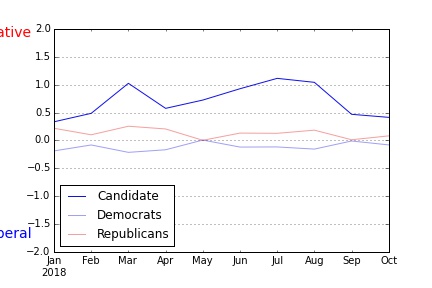 ative
2.0
1.5
1.0
0.5
0.0
−0.5
−1.0
−1.5
−2.0
beral
Candidate
Democrats
Republicans
Jan Feb Mar Apr May Jun Jul Aug Sep Oct
2018